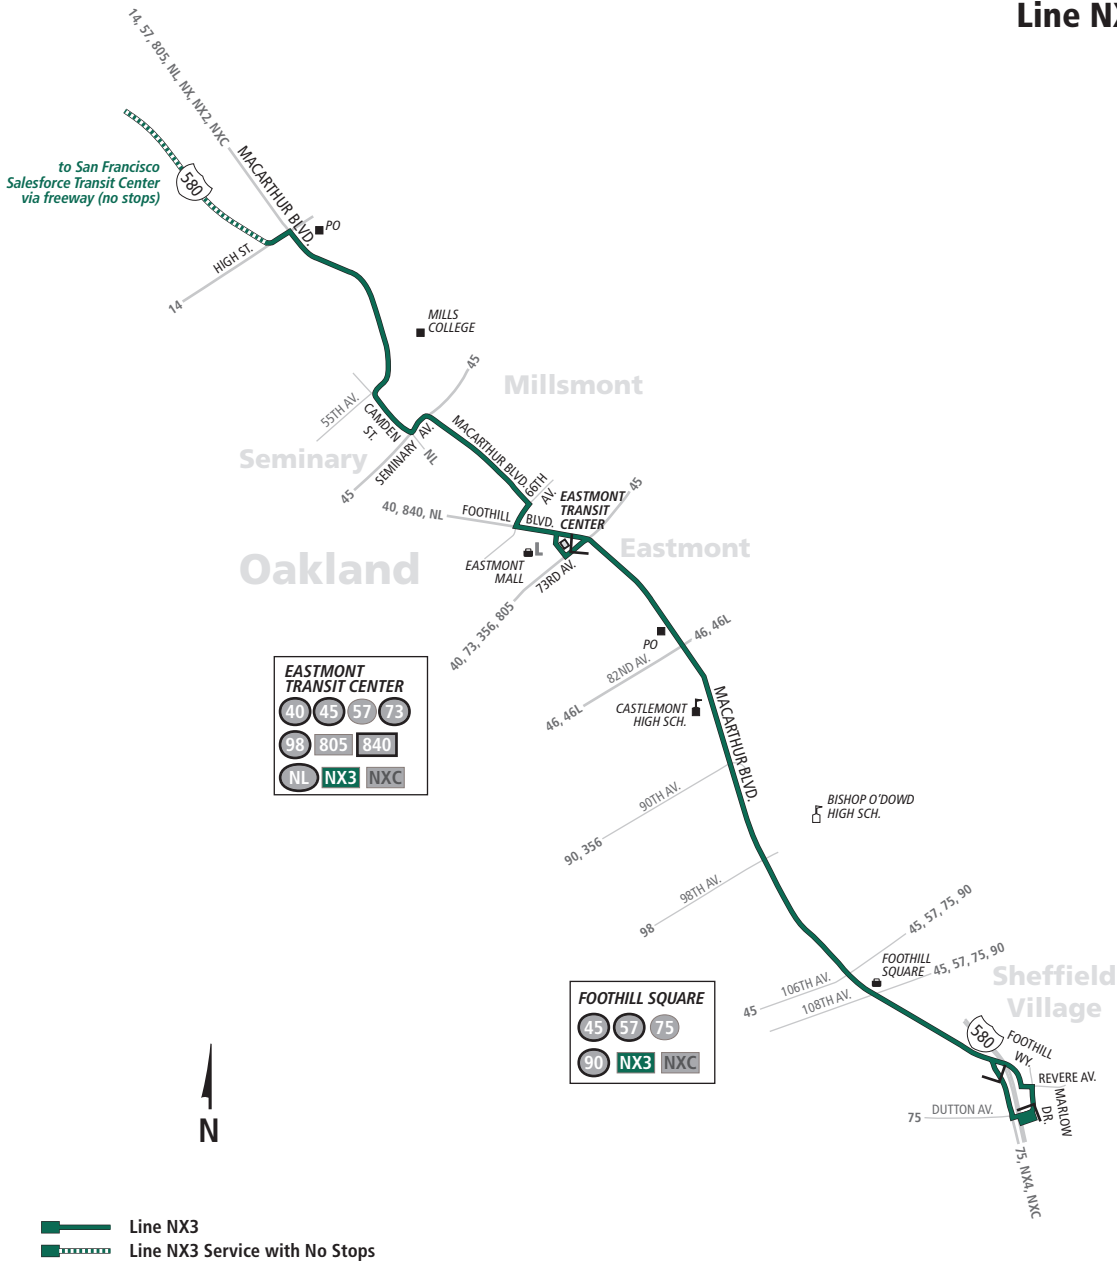 Line NX
14, 57, 805, NL, NX, NX2, NXC
to San Francisco
Salesforce Transit Center
via freeway (no stops)
580
MACARTHUR BLVD.
PO
HIGH ST.
14
MILLS
COLLEGE
45
Millsmont
55TH AV.
CAMDEN
ST.
SEMINARY AV.
NL
MACARTHUR BLVD.
Seminary
45
66TH
AV.
EASTMONT
TRANSIT
CENTER
45
40, 840, NL
FOOTHILL BLVD.
L
Eastmont
Oakland
EASTMONT
MALL
73RD AV.
40, 73, 356, 805
PO
46, 46L
82ND AV.
46, 46L
EASTMONT
TRANSIT CENTER
40 45 57 73
98 805 840
NL NX3 NXC
CASTLEMONT
HIGH SCH.
MACARTHUR BLVD.
90TH AV.
90, 356
BISHOP O'DOWD
HIGH SCH.
98TH AV.
98
45, 57, 75, 90
FOOTHILL
SQUARE
45, 57, 75, 90
106TH AV.
45
108TH AV.
Sheffield
Village
FOOTHILL SQUARE
45 57 75
90 NX3 NXC
580
FOOTHILL
WY.
REVERE AV.
MARLOW
DR.
75
DUTTON AV.
75, NX4, NXC
N
Line NX3
Line NX3 Service with No Stops